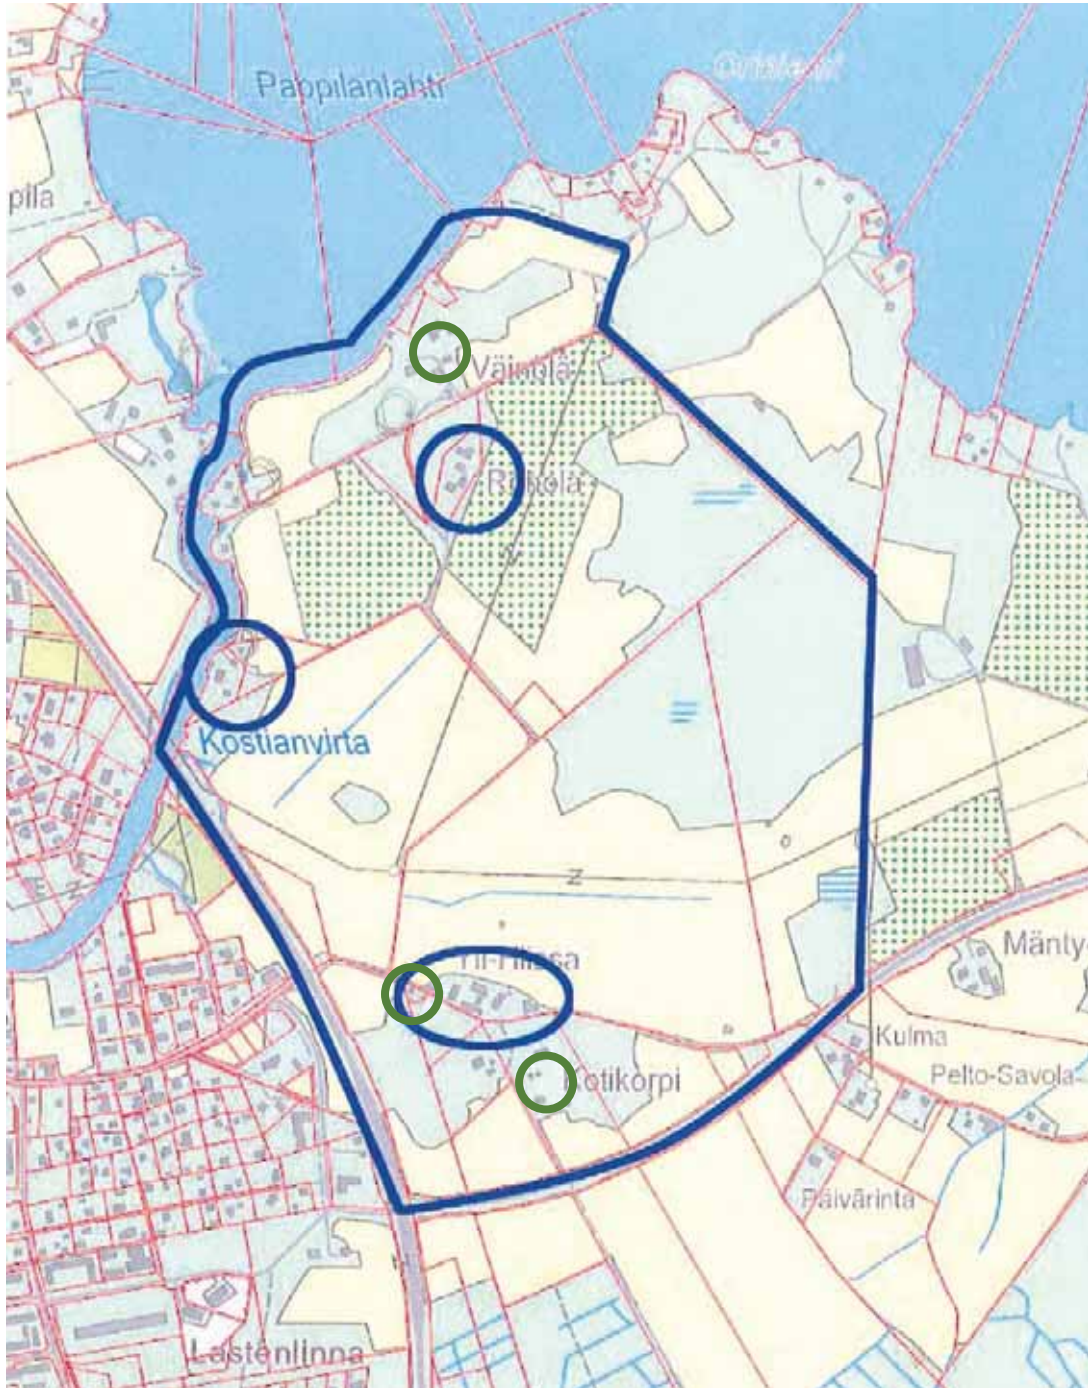 Pappilanlahti
pila
Väinölä
Kostianvirta
Mänty-
Kulma
Kotikorpi
Pelto-Savola
Päivärinta
Lastenlinna